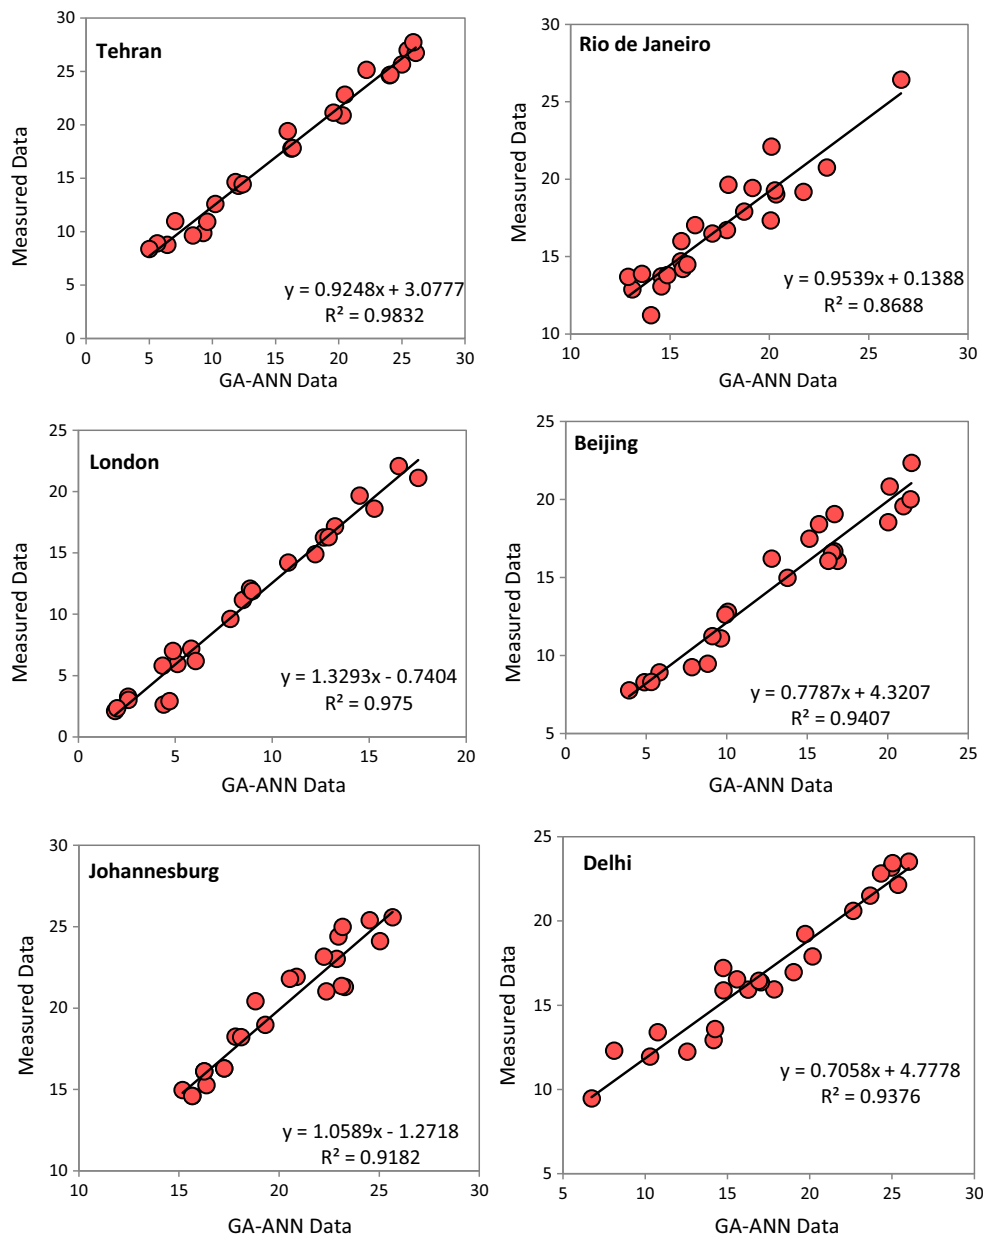 Tehran
Measured Data
30
25
20
15
10
5
0
y = 0.9248x + 3.0777
R² = 0.9832
0 5 10 15 20 25 30
GA-ANN Data
Rio de Janeiro
Measured Data
30
25
20
15
10
y = 0.9539x + 0.1388
R² = 0.8688
10 15 20 25 30
GA-ANN Data
London
Measured Data
25
20
15
10
5
0
y = 1.3293x - 0.7404
R² = 0.975
0 5 10 15 20
GA-ANN Data
Beijing
Measured Data
25
20
15
10
5
y = 0.7787x + 4.3207
R² = 0.9407
0 5 10 15 20 25
GA-ANN Data
Johannesburg
Measured Data
30
25
20
15
10
y = 1.0589x - 1.2718
R² = 0.9182
10 15 20 25 30
GA-ANN Data
Delhi
Measured Data
25
20
15
10
5
y = 0.7058x + 4.7778
R² = 0.9376
5 10 15 20 25 30
GA-ANN Data